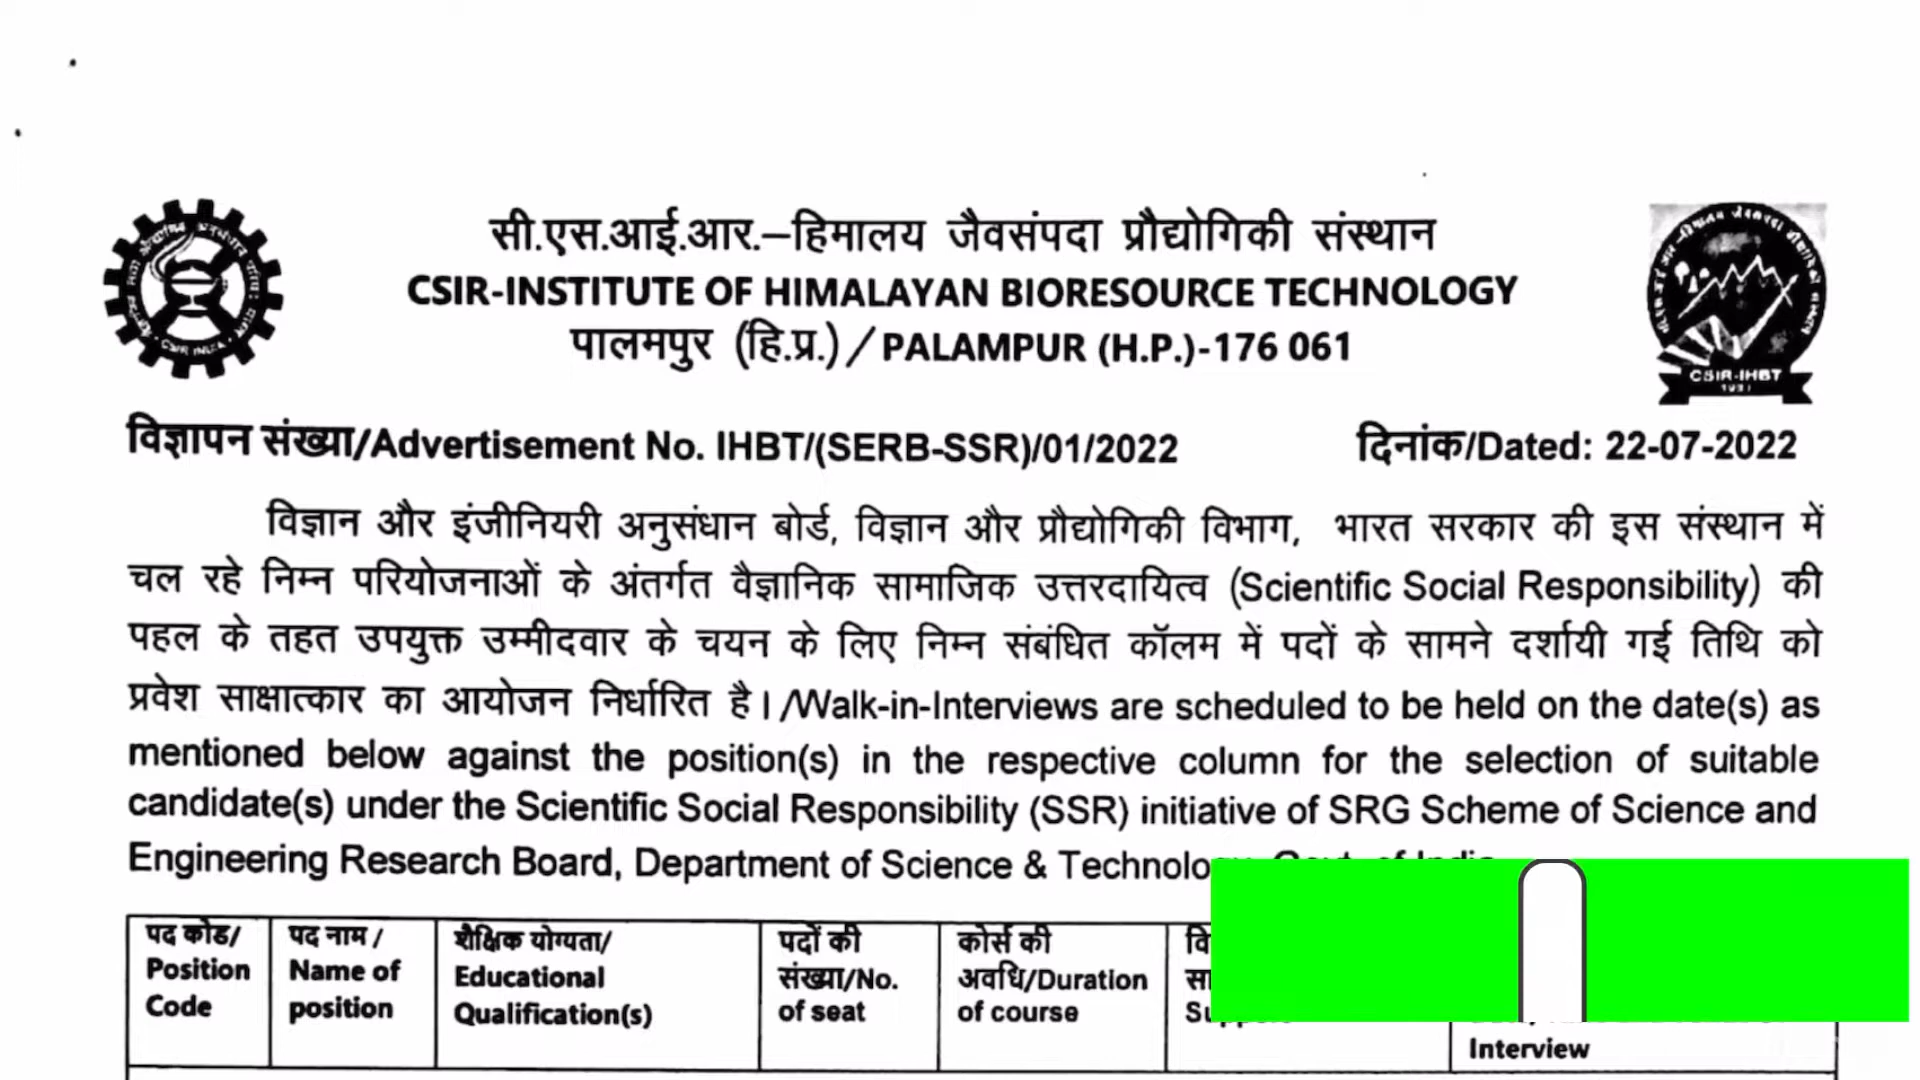 सी.एस.आई.आर.–हिमालय जैवसंपदा प्रौद्योगिकी संस्थान
CSIR-INSTITUTE OF HIMALAYAN BIORESOURCE TECHNOLOGY
पालमपुर (हि.प्र.) / PALAMPUR (H.P.)-176 061
CSIR INDIA
CSIR-IHBT
विज्ञापन संख्या/Advertisement No. IHBT/(SERB-SSR)/01/2022 दिनांक/Dated: 22-07-2022
विज्ञान और इंजीनियरी अनुसंधान बोर्ड, विज्ञान और प्रौद्योगिकी विभाग, भारत सरकार की इस संस्थान में
चल रहे निम्न परियोजनाओं के अंतर्गत वैज्ञानिक सामाजिक उत्तरदायित्व (Scientific Social Responsibility) की
पहल के तहत उपयुक्त उम्मीदवार के चयन के लिए निम्न संबंधित कॉलम में पदों के सामने दर्शायी गई तिथि को
प्रवेश साक्षात्कार का आयोजन निर्धारित है। /Walk-in-Interviews are scheduled to be held on the date(s) as
mentioned below against the position(s) in the respective column for the selection of suitable
candidate(s) under the Scientific Social Responsibility (SSR) initiative of SRG Scheme of Science and
Engineering Research Board, Department of Science & Technolo
पद कोड/
Position
Code
पद नाम /
Name of
position
शैक्षिक योग्यता/
Educational
Qualification(s)
पदों की
संख्या/No.
of seat
कोर्स की
अवधि/Duration
of course
वि
सा
Interview